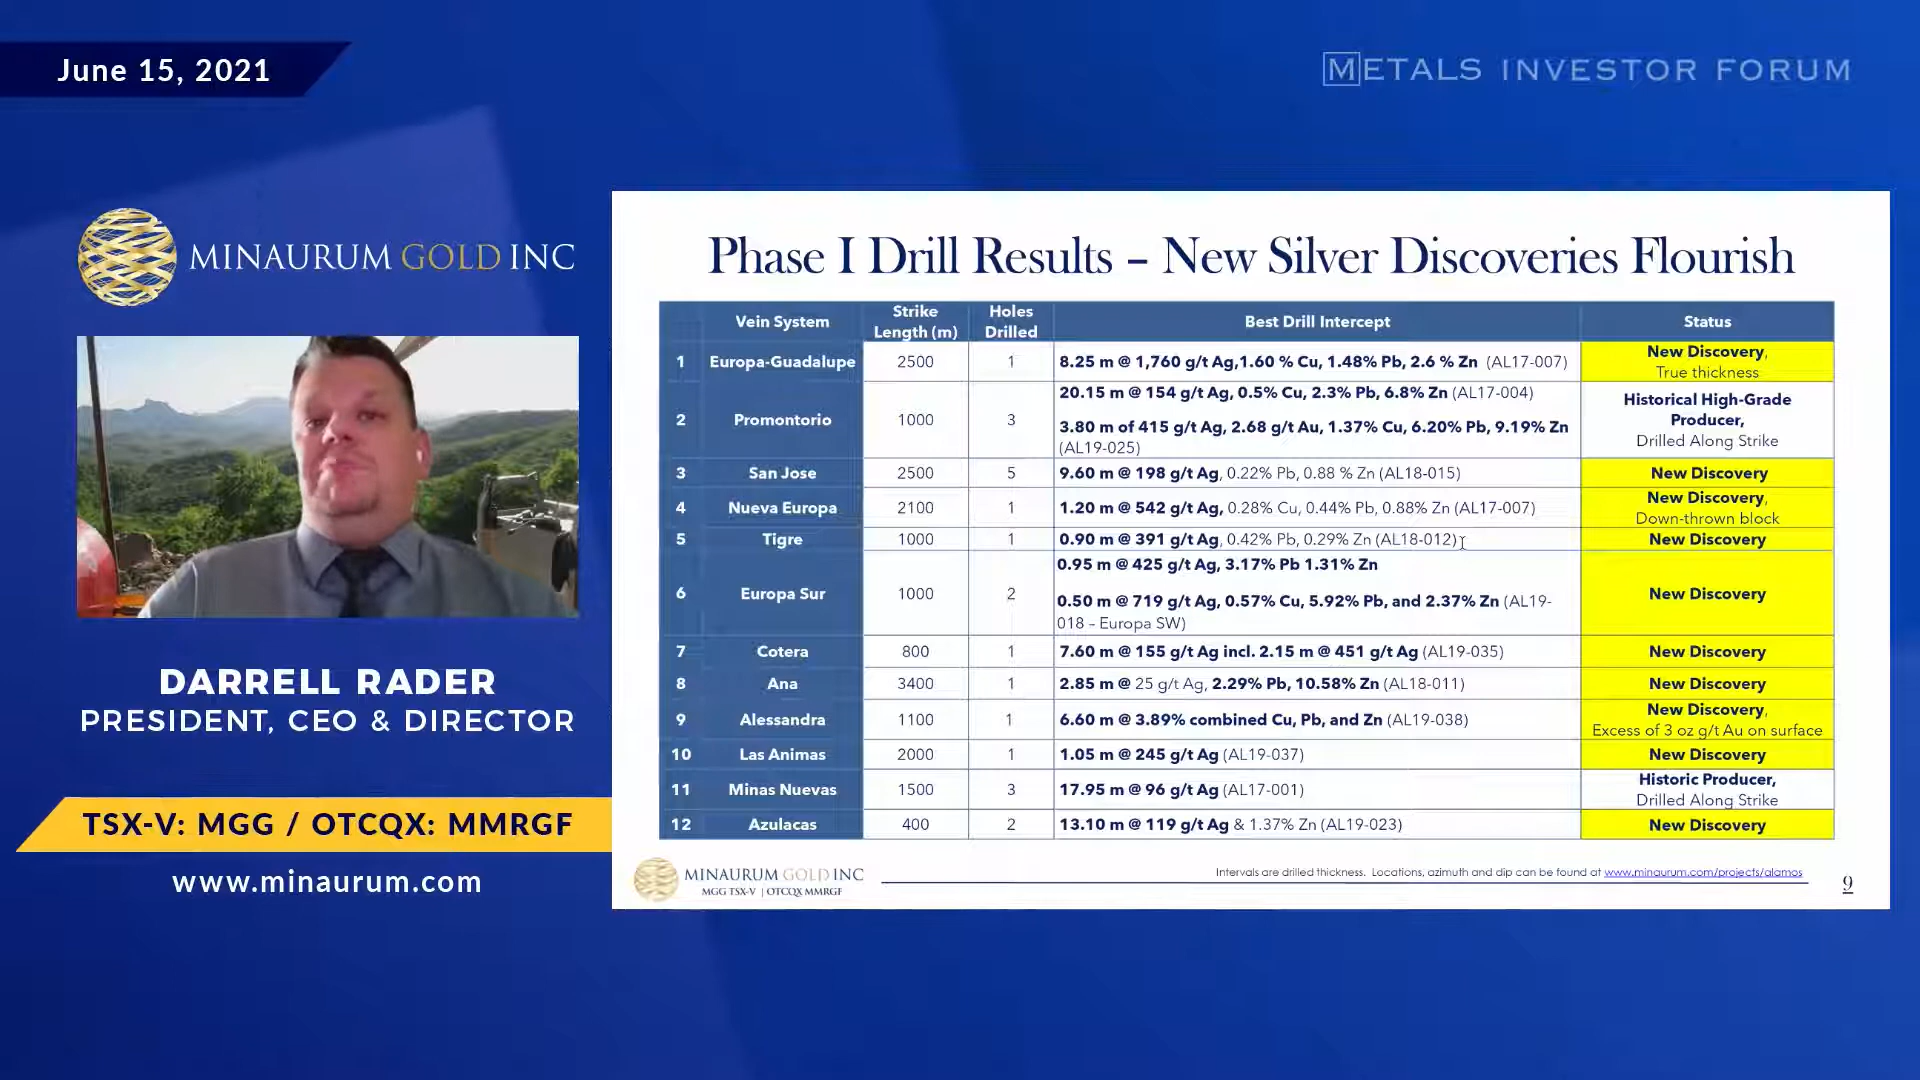 June 15, 2021
METALS INVESTOR FORUM
MINAURUM GOLD INC
DARRELL RADER
PRESIDENT, CEO & DIRECTOR
TSX-V: MGG / OTCQX: MMRGF
www.minaurum.com
Phase I Drill Results – New Silver Discoveries Flourish
Vein System
Strike
Length (m)
Holes
Drilled
Best Drill Intercept
Status
1 Europa-Guadalupe 2500 1 8.25 m @ 1,760 g/t Ag,1.60 % Cu, 1.48% Pb, 2.6 % Zn (AL17-007)
New Discovery,
True thickness
2 Promontorio 1000 3
20.15 m @ 154 g/t Ag, 0.5% Cu, 2.3% Pb, 6.8% Zn (AL17-004)
3.80 m of 415 g/t Ag, 2.68 g/t Au, 1.37% Cu, 6.20% Pb, 9.19% Zn
(AL19-025)
Historical High-Grade
Producer,
Drilled Along Strike
3 San Jose 2500 5 9.60 m @ 198 g/t Ag, 0.22% Pb, 0.88 % Zn (AL18-015) New Discovery
4 Nueva Europa 2100 1 1.20 m @ 542 g/t Ag, 0.28% Cu, 0.44% Pb, 0.88% Zn (AL17-007)
New Discovery,
Down-thrown block
5 Tigre 1000 1 0.90 m @ 391 g/t Ag, 0.42% Pb, 0.29% Zn (AL18-012) New Discovery
6 Europa Sur 1000 2
0.95 m @ 425 g/t Ag, 3.17% Pb 1.31% Zn
0.50 m @ 719 g/t Ag, 0.57% Cu, 5.92% Pb, and 2.37% Zn (AL19-
018 – Europa SW)
New Discovery
7 Cotera 800 1 7.60 m @ 155 g/t Ag incl. 2.15 m @ 451 g/t Ag (AL19-035) New Discovery
8 Ana 3400 1 2.85 m @ 25 g/t Ag, 2.29% Pb, 10.58% Zn (AL18-011) New Discovery
9 Alessandra 1100 1 6.60 m @ 3.89% combined Cu, Pb, and Zn (AL19-038)
New Discovery,
Excess of 3 oz g/t Au on surface
10 Las Animas 2000 1 1.05 m @ 245 g/t Ag (AL19-037) New Discovery
11 Minas Nuevas 1500 3 17.95 m @ 96 g/t Ag (AL17-001)
Historic Producer,
Drilled Along Strike
12 Azulacas 400 2 13.10 m @ 119 g/t Ag & 1.37% Zn (AL19-023) New Discovery
MINAURUM GOLD INC
MGG TSX-V | OTCQX MMRGF
Intervals are drilled thickness. Locations, azimuth and dip can be found at www.minaurum.com/projects/alamos
9